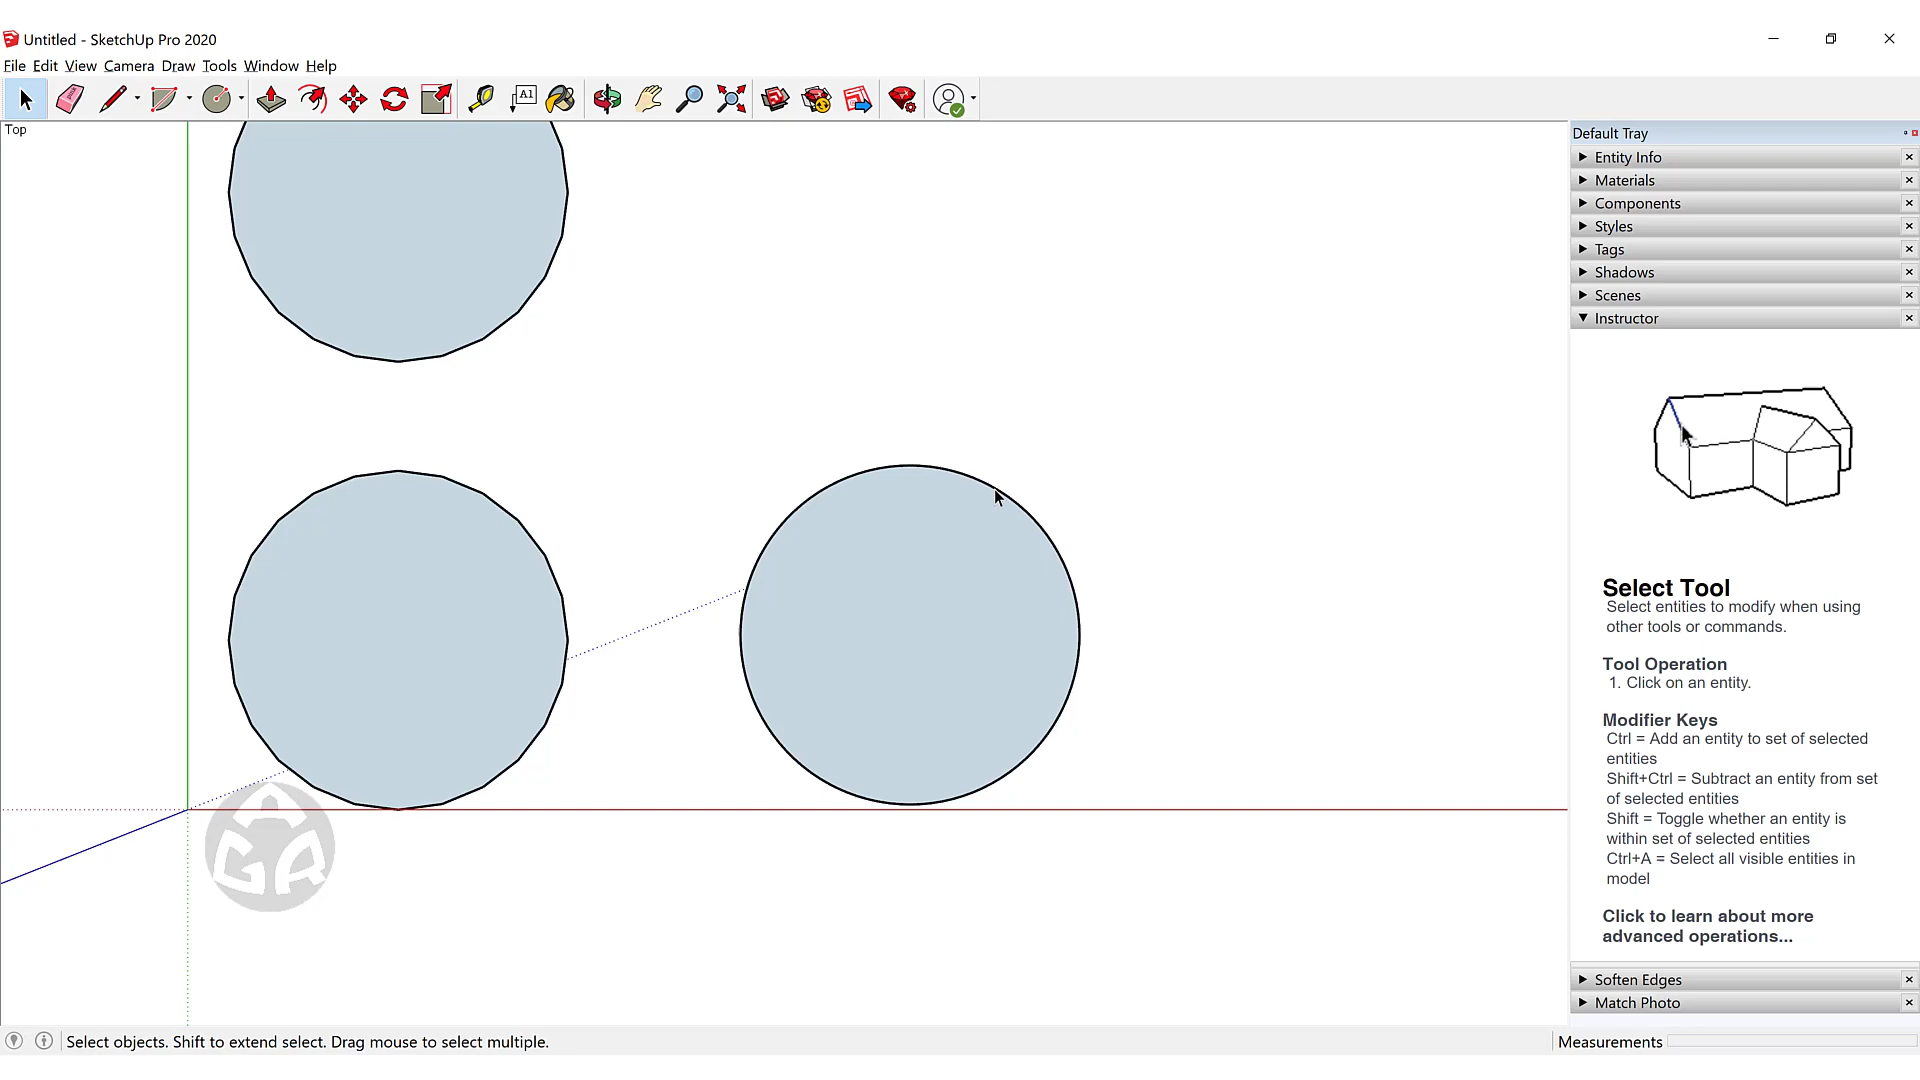 Untitled - SketchUp Pro 2020
File Edit View Camera Draw Tools Window Help
A1
Top
Default Tray
Entity Info
Materials
Components
Styles
Tags
Shadows
Scenes
Instructor
Select Tool
Select entities to modify when using
other tools or commands.
Tool Operation
1. Click on an entity.
Modifier Keys
Ctrl = Add an entity to set of selected
entities
Shift+Ctrl = Subtract an entity from set
of selected entities
Shift = Toggle whether an entity is
within set of selected entities
Ctrl+A = Select all visible entities in
model
Click to learn about more
advanced operations...
Soften Edges
Match Photo
GAR
Select objects. Shift to extend select. Drag mouse to select multiple.
Measurements